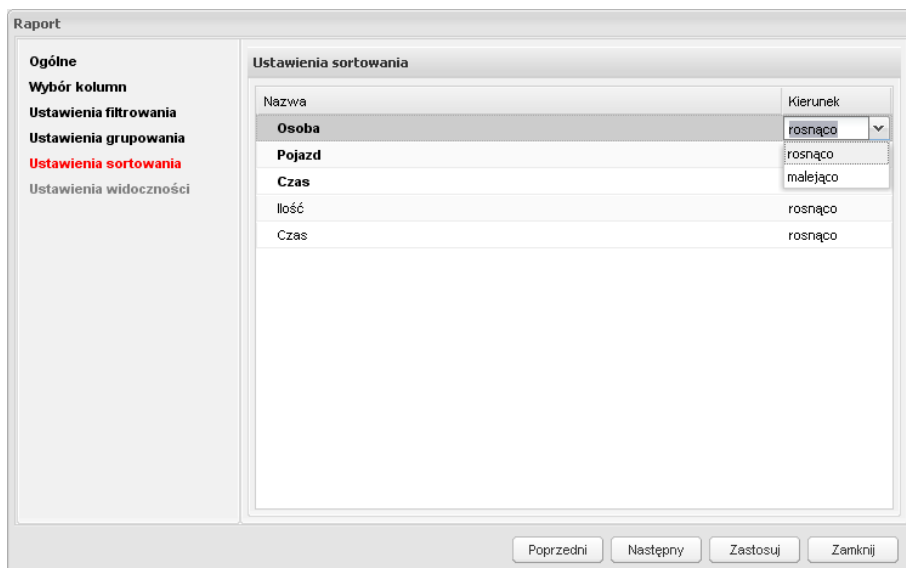 Raport
Ogólne
Wybór kolumn
Ustawienia filtrowania
Ustawienia grupowania
Ustawienia sortowania
Ustawienia widoczności
Ustawienia sortowania
Nazwa Kierunek
Osoba rosnąco
Pojazd rosnąco
Czas malejąco
Ilość rosnąco
Czas rosnąco
Poprzedni Następny Zastosuj Zamknij